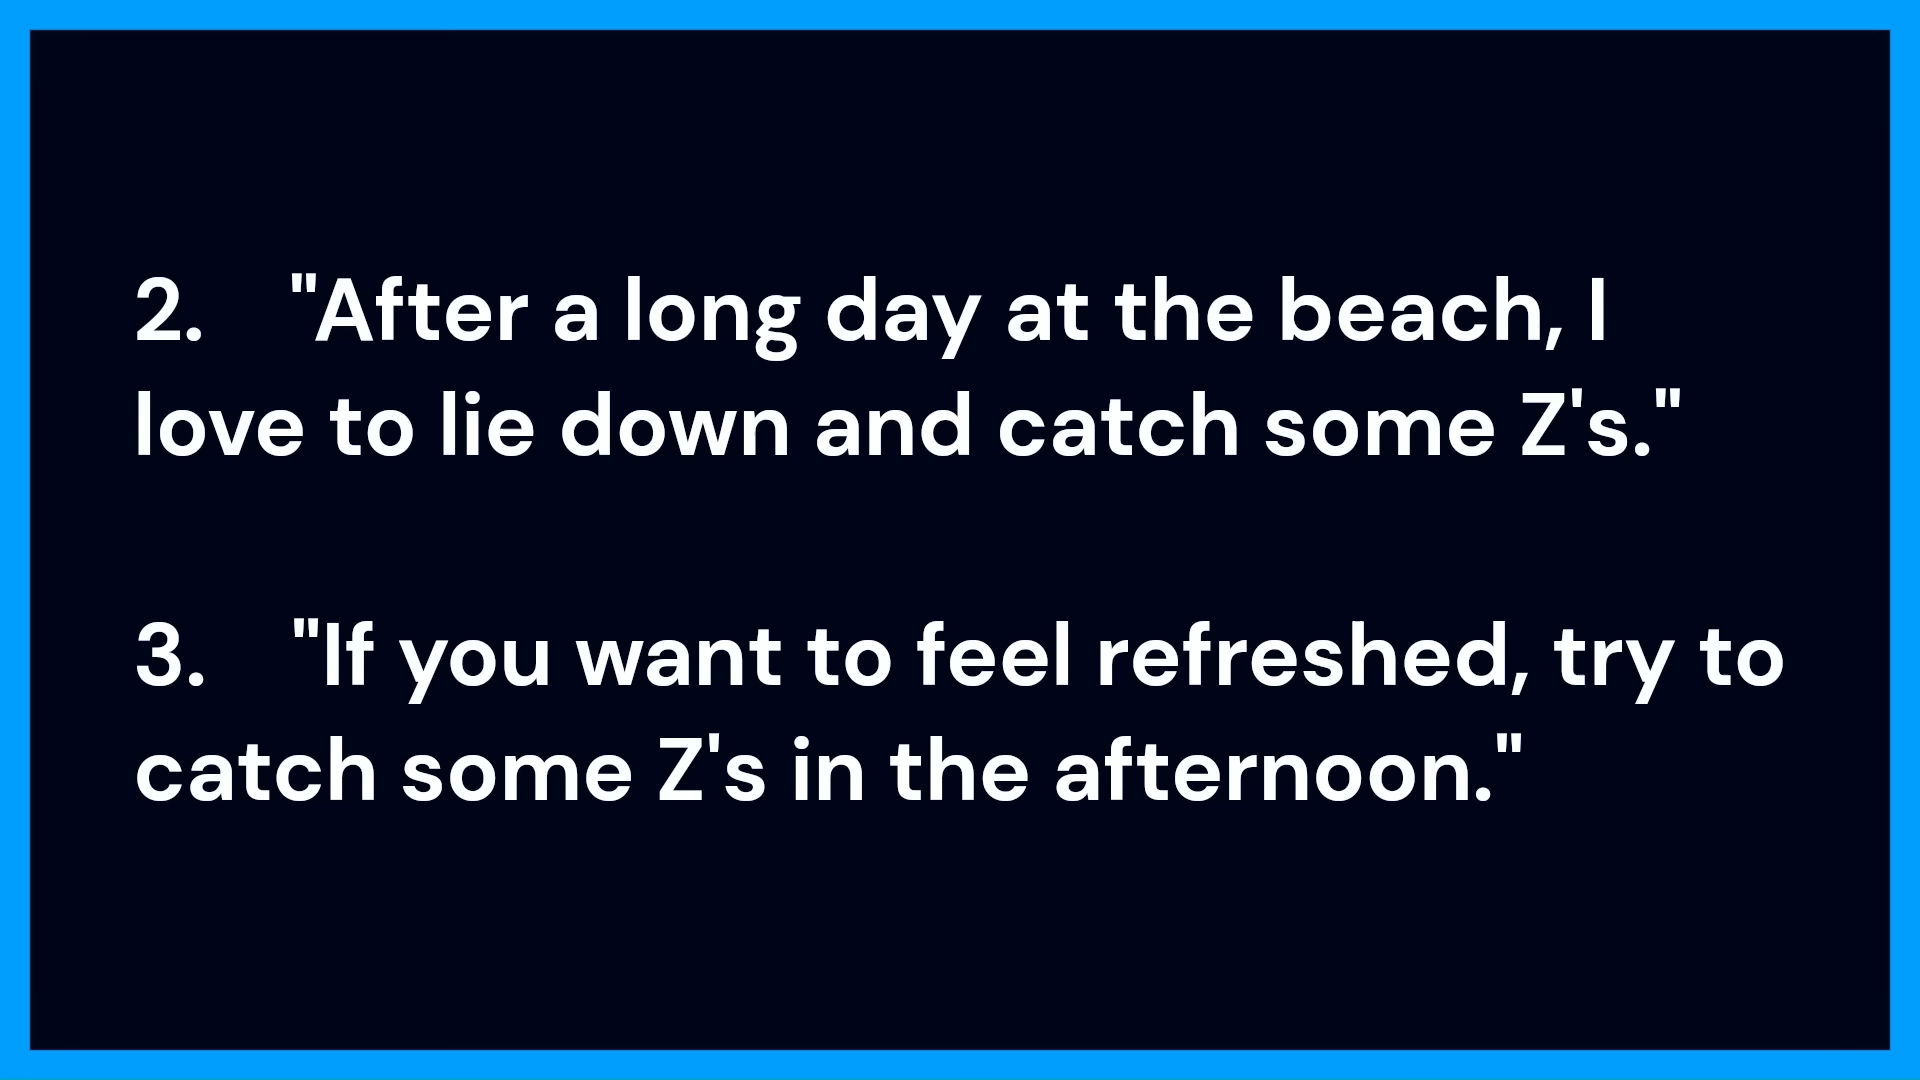 2. "After a long day at the beach, I
love to lie down and catch some Z's."
3. "If you want to feel refreshed, try to
catch some Z's in the afternoon."